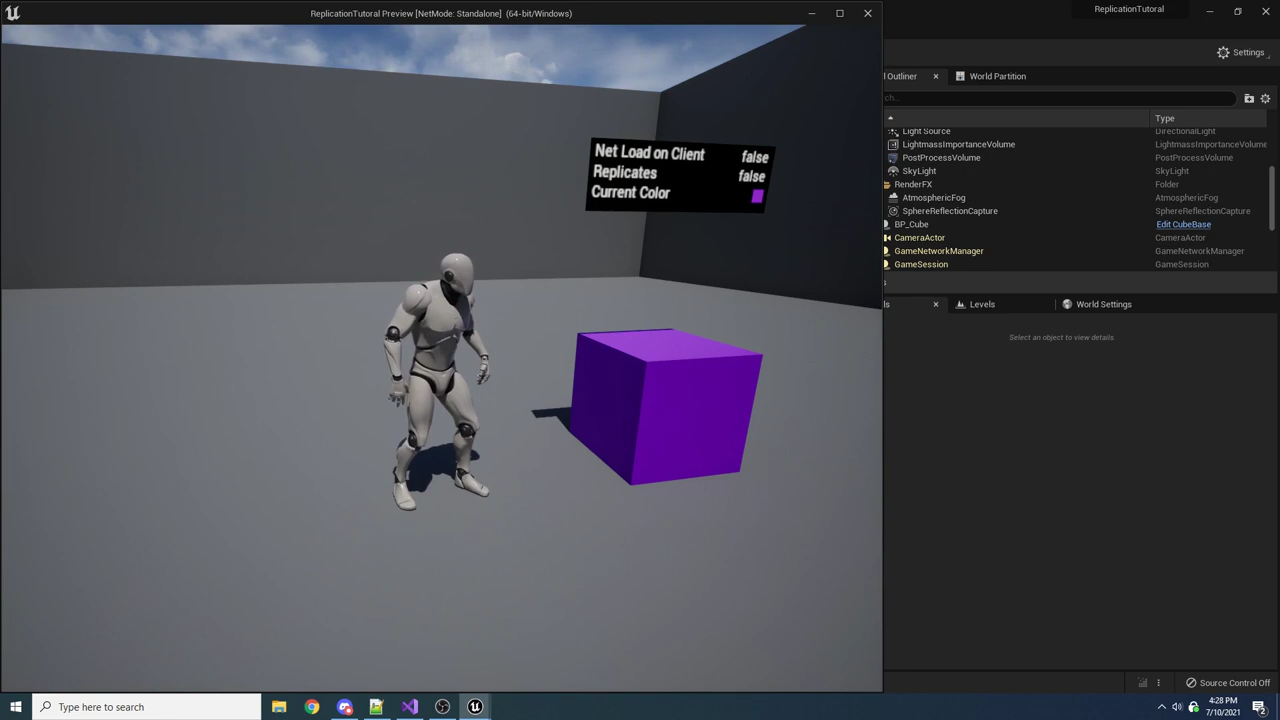 ReplicationTutoral Preview [NetMode: Standalone] (64-bit/Windows)
ReplicationTutoral
Settings
Outliner
World Partition
Type
Light Source DirectionalLight
LightmassImportanceVolume LightmassImportanceVolume
PostProcessVolume PostProcessVolume
SkyLight SkyLight
RenderFX Folder
AtmosphericFog AtmosphericFog
SphereReflectionCapture SphereReflectionCapture
BP_Cube Edit CubeBase
CameraActor CameraActor
GameNetworkManager GameNetworkManager
GameSession GameSession
Levels
World Settings
Select an object to view details.
Net Load on Client false
Replicates false
Current Color
Source Control Off
Type here to search
4:28 PM
7/10/2021
2